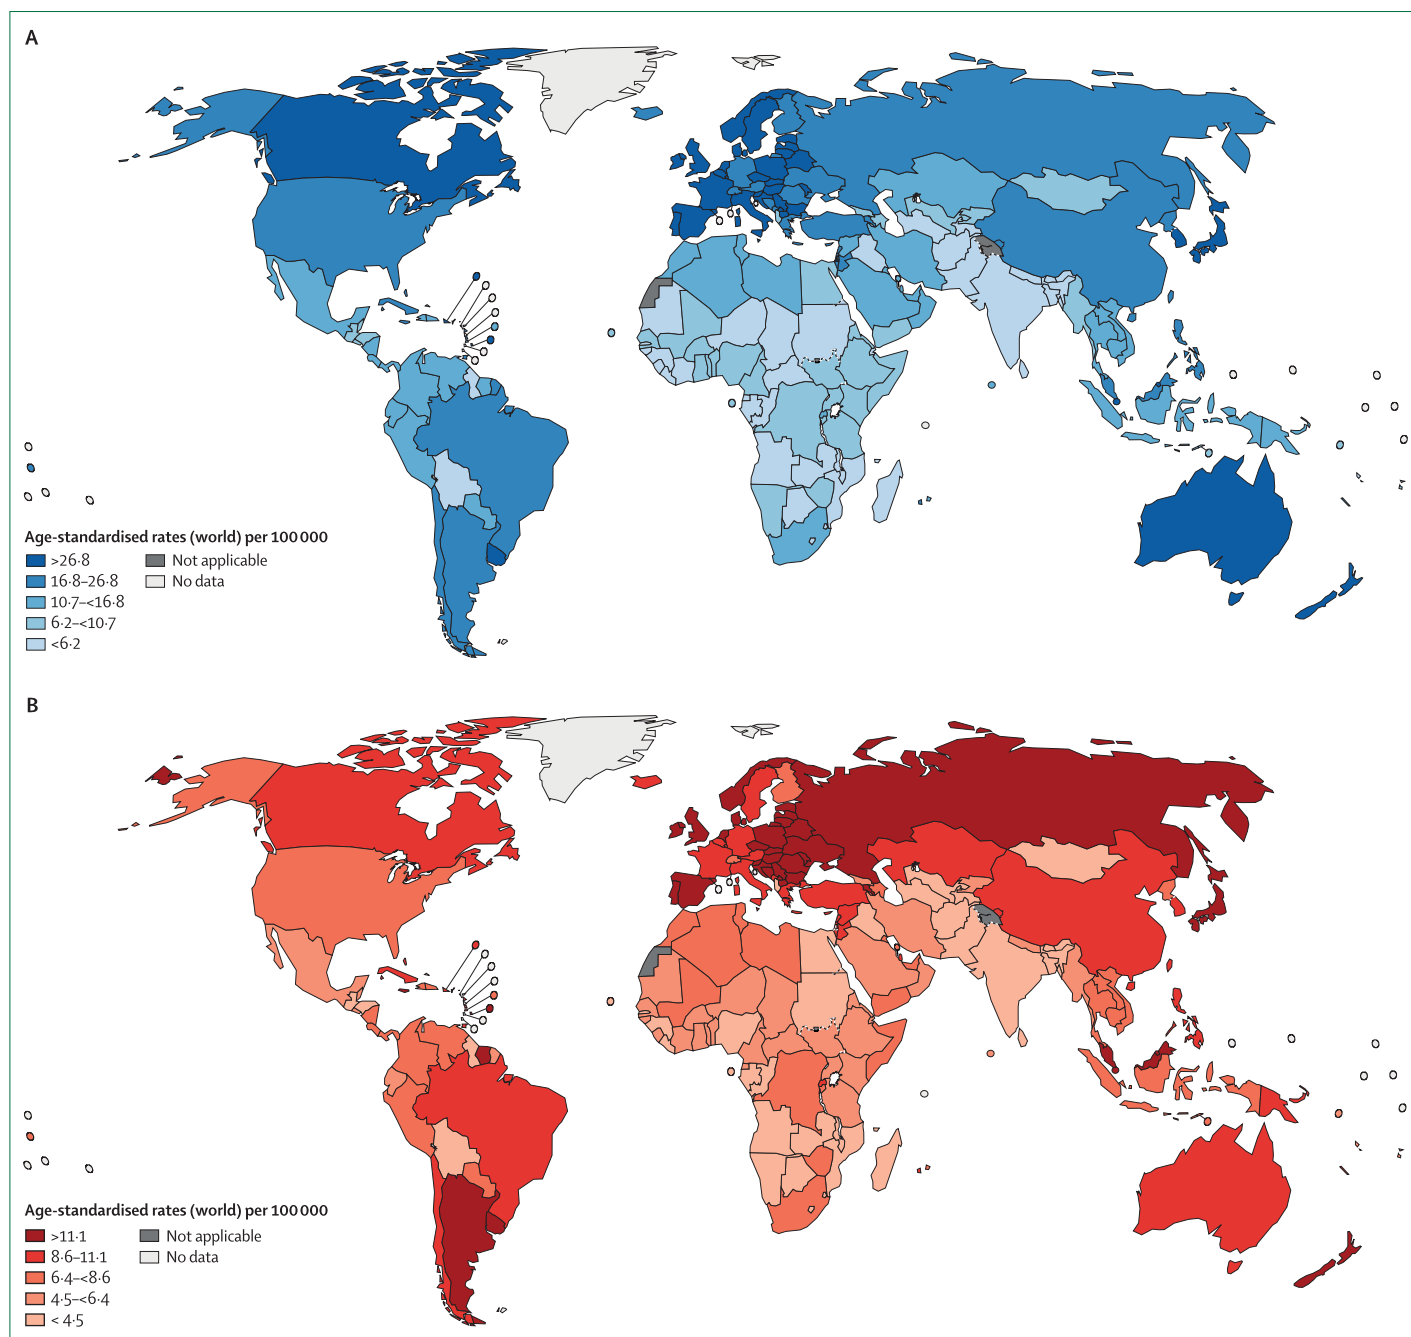 A
Age-standardised rates (world) per 100 000
>26·8
16·8–26·8
10·7–<16·8
6·2–<10·7
<6·2
Not applicable
No data
B
Age-standardised rates (world) per 100 000
>11·1
8·6–11·1
6·4–<8·6
4·5–<6·4
< 4·5
Not applicable
No data